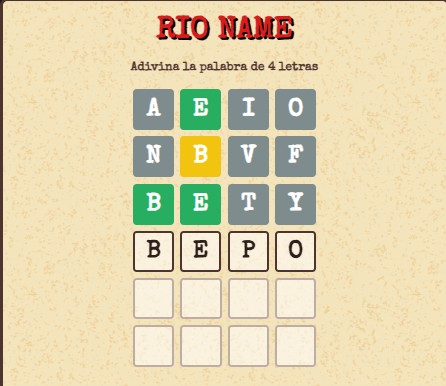 RIO NAME
Adivina la palabra de 4 letras
A E I O
N B V F
B E T Y
B E P O